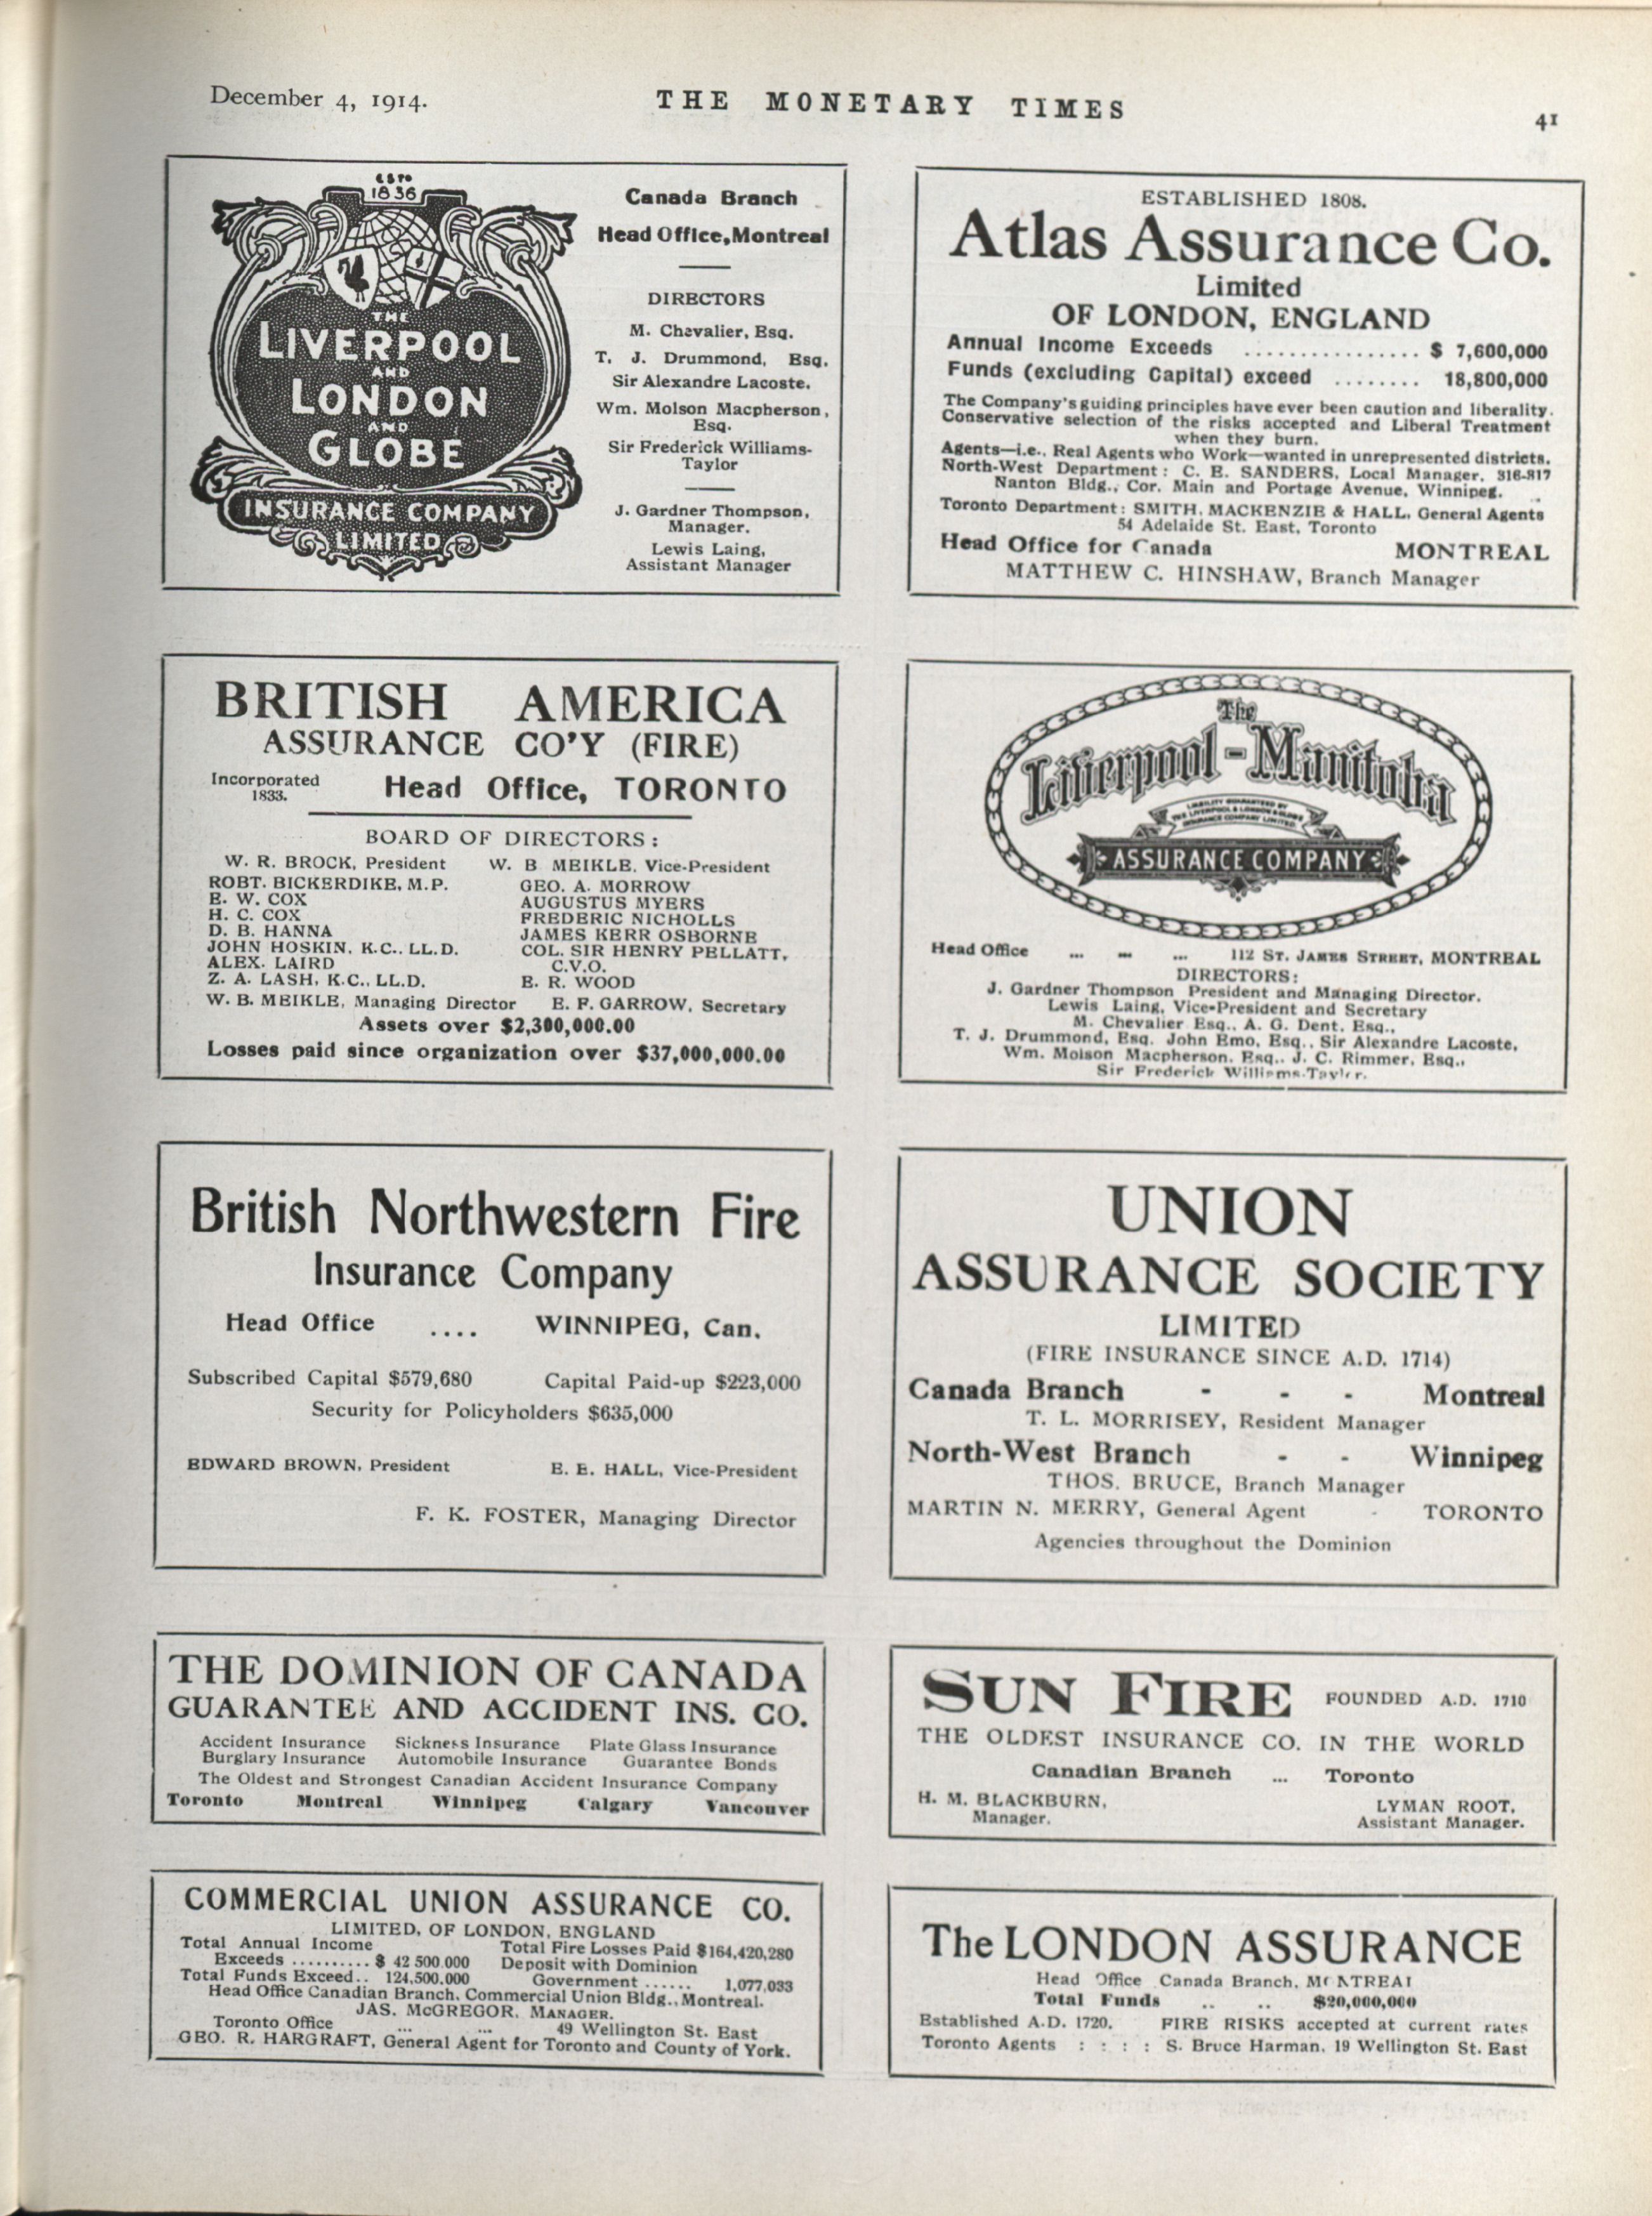 December 4, 1914.
THE MONETARY TIMES
41
ESTD
1836
THE
LIVERPOOL
AND
LONDON
AND
GLOBE
INSURANCE COMPANY
LIMITED
Canada Branch
Head Office, Montreal
DIRECTORS
M. Chevalier, Esq.
T. J. Drummond, Esq.
Sir Alexandre Lacoste.
Wm. Molson Macpherson,
Esq.
Sir Frederick Williams-
Taylor
J. Gardner Thompson,
Manager.
Lewis Laing,
Assistant Manager
ESTABLISHED 1808.
Atlas Assurance Co.
Limited
OF LONDON, ENGLAND
Annual Income Exceeds ................ $ 7,600,000
Funds (excluding Capital) exceed ........ 18,800,000
The Company's guiding principles have ever been caution and liberality.
Conservative selection of the risks accepted and Liberal Treatment
when they burn.
Agents—i.e., Real Agents who Work—wanted in unrepresented districts.
North-West Department: C. E. SANDERS, Local Manager, 316-317
Nanton Bldg., Cor. Main and Portage Avenue, Winnipeg.
Toronto Department: SMITH, MACKENZIE & HALL, General Agents
54 Adelaide St. East, Toronto
Head Office for Canada MONTREAL
MATTHEW C. HINSHAW, Branch Manager
BRITISH AMERICA
ASSURANCE CO'Y (FIRE)
Incorporated
1833.
Head Office, TORONTO
BOARD OF DIRECTORS:
W. R. BROCK, President W. B MEIKLE, Vice-President
ROBT. BICKERDIKE, M.P. GEO. A. MORROW
E. W. COX AUGUSTUS MYERS
H. C. COX FREDERIC NICHOLLS
D. B. HANNA JAMES KERR OSBORNE
JOHN HOSKIN, K.C., LL.D. COL. SIR HENRY PELLATT,
ALEX. LAIRD C.V.O.
Z. A. LASH, K.C., LL.D. E. R. WOOD
W. B. MEIKLE, Managing Director E. F. GARROW, Secretary
Assets over $2,300,000.00
Losses paid since organization over $37,000,000.00
The
Liverpool-Manitoba
LIABILITY GUARANTEED BY
THE LIVERPOOL & LONDON & GLOBE
INSURANCE COMPANY LIMITED.
ASSURANCE COMPANY
Head Office ... ... ... 112 ST. JAMES STREET, MONTREAL
DIRECTORS:
J. Gardner Thompson President and Managing Director.
Lewis Laing, Vice-President and Secretary
M. Chevalier Esq., A. G. Dent, Esq.,
T. J. Drummond, Esq. John Emo, Esq., Sir Alexandre Lacoste,
Wm. Molson Macpherson, Esq., J. C. Rimmer, Esq.,
Sir Frederick Williams-Taylor.
British Northwestern Fire
Insurance Company
Head Office .... WINNIPEG, Can.
Subscribed Capital $579,680 Capital Paid-up $223,000
Security for Policyholders $635,000
EDWARD BROWN, President E. E. HALL, Vice-President
F. K. FOSTER, Managing Director
UNION
ASSURANCE SOCIETY
LIMITED
(FIRE INSURANCE SINCE A.D. 1714)
Canada Branch - - - Montreal
T. L. MORRISEY, Resident Manager
North-West Branch - - Winnipeg
THOS. BRUCE, Branch Manager
MARTIN N. MERRY, General Agent - TORONTO
Agencies throughout the Dominion
THE DOMINION OF CANADA
GUARANTEE AND ACCIDENT INS. CO.
Accident Insurance Sickness Insurance Plate Glass Insurance
Burglary Insurance Automobile Insurance Guarantee Bonds
The Oldest and Strongest Canadian Accident Insurance Company
Toronto Montreal Winnipeg Calgary Vancouver
SUN FIRE FOUNDED A.D. 1710
THE OLDEST INSURANCE CO. IN THE WORLD
Canadian Branch ... Toronto
H. M. BLACKBURN,
Manager.
LYMAN ROOT,
Assistant Manager.
COMMERCIAL UNION ASSURANCE CO.
LIMITED, OF LONDON, ENGLAND
Total Annual Income Total Fire Losses Paid $164,420,280
Exceeds .......... $ 42 500.000 Deposit with Dominion
Total Funds Exceed.. 124,500,000 Government ...... 1,077,033
Head Office Canadian Branch, Commercial Union Bldg., Montreal.
JAS. McGREGOR, MANAGER.
Toronto Office ... ... 49 Wellington St. East
GEO. R. HARGRAFT, General Agent for Toronto and County of York.
The LONDON ASSURANCE
Head Office Canada Branch, MONTREAL
Total Funds .. .. $20,000,000
Established A.D. 1720. FIRE RISKS accepted at current rates
Toronto Agents : : : : S. Bruce Harman, 19 Wellington St. East